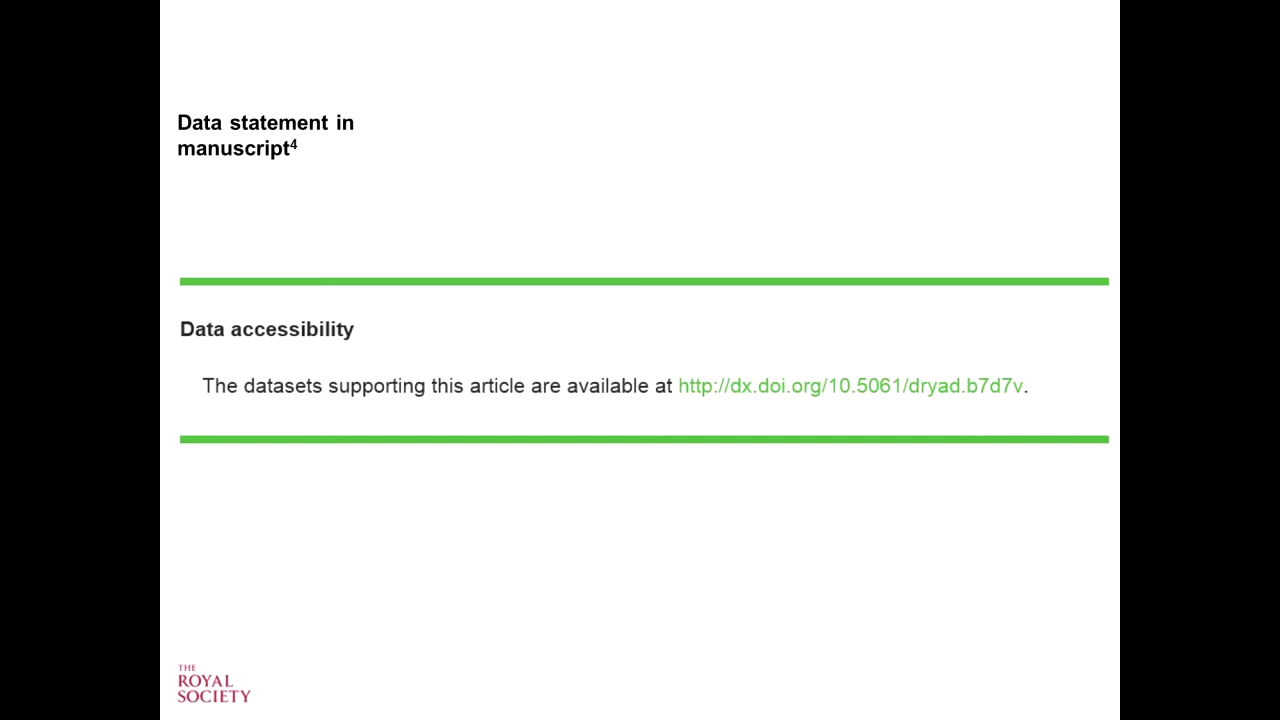 Data statement in
manuscript⁴
Data accessibility
The datasets supporting this article are available at http://dx.doi.org/10.5061/dryad.b7d7v.
THE
ROYAL
SOCIETY